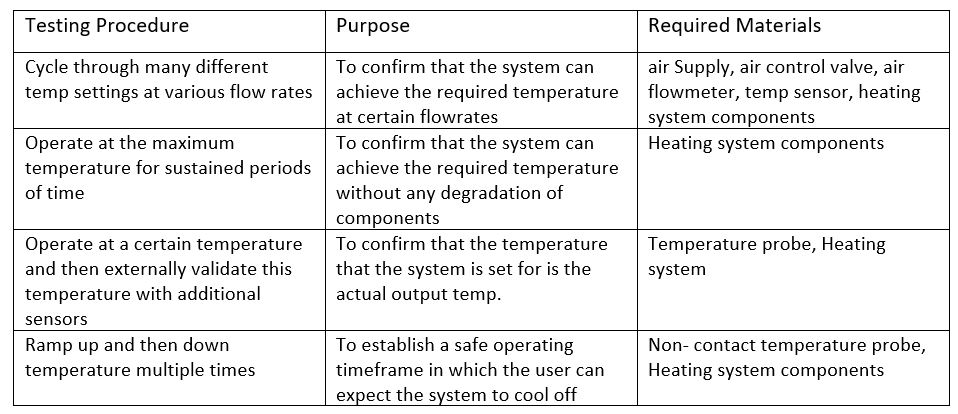 Testing Procedure
Purpose
Required Materials
Cycle through many different
temp settings at various flow rates
To confirm that the system can
achieve the required temperature
at certain flowrates
air Supply, air control valve, air
flowmeter, temp sensor, heating
system components
Operate at the maximum
temperature for sustained periods
of time
To confirm that the system can
achieve the required temperature
without any degradation of
components
Heating system components
Operate at a certain temperature
and then externally validate this
temperature with additional
sensors
To confirm that the temperature
that the system is set for is the
actual output temp.
Temperature probe, Heating
system
Ramp up and then down
temperature multiple times
To establish a safe operating
timeframe in which the user can
expect the system to cool off
Non- contact temperature probe,
Heating system components